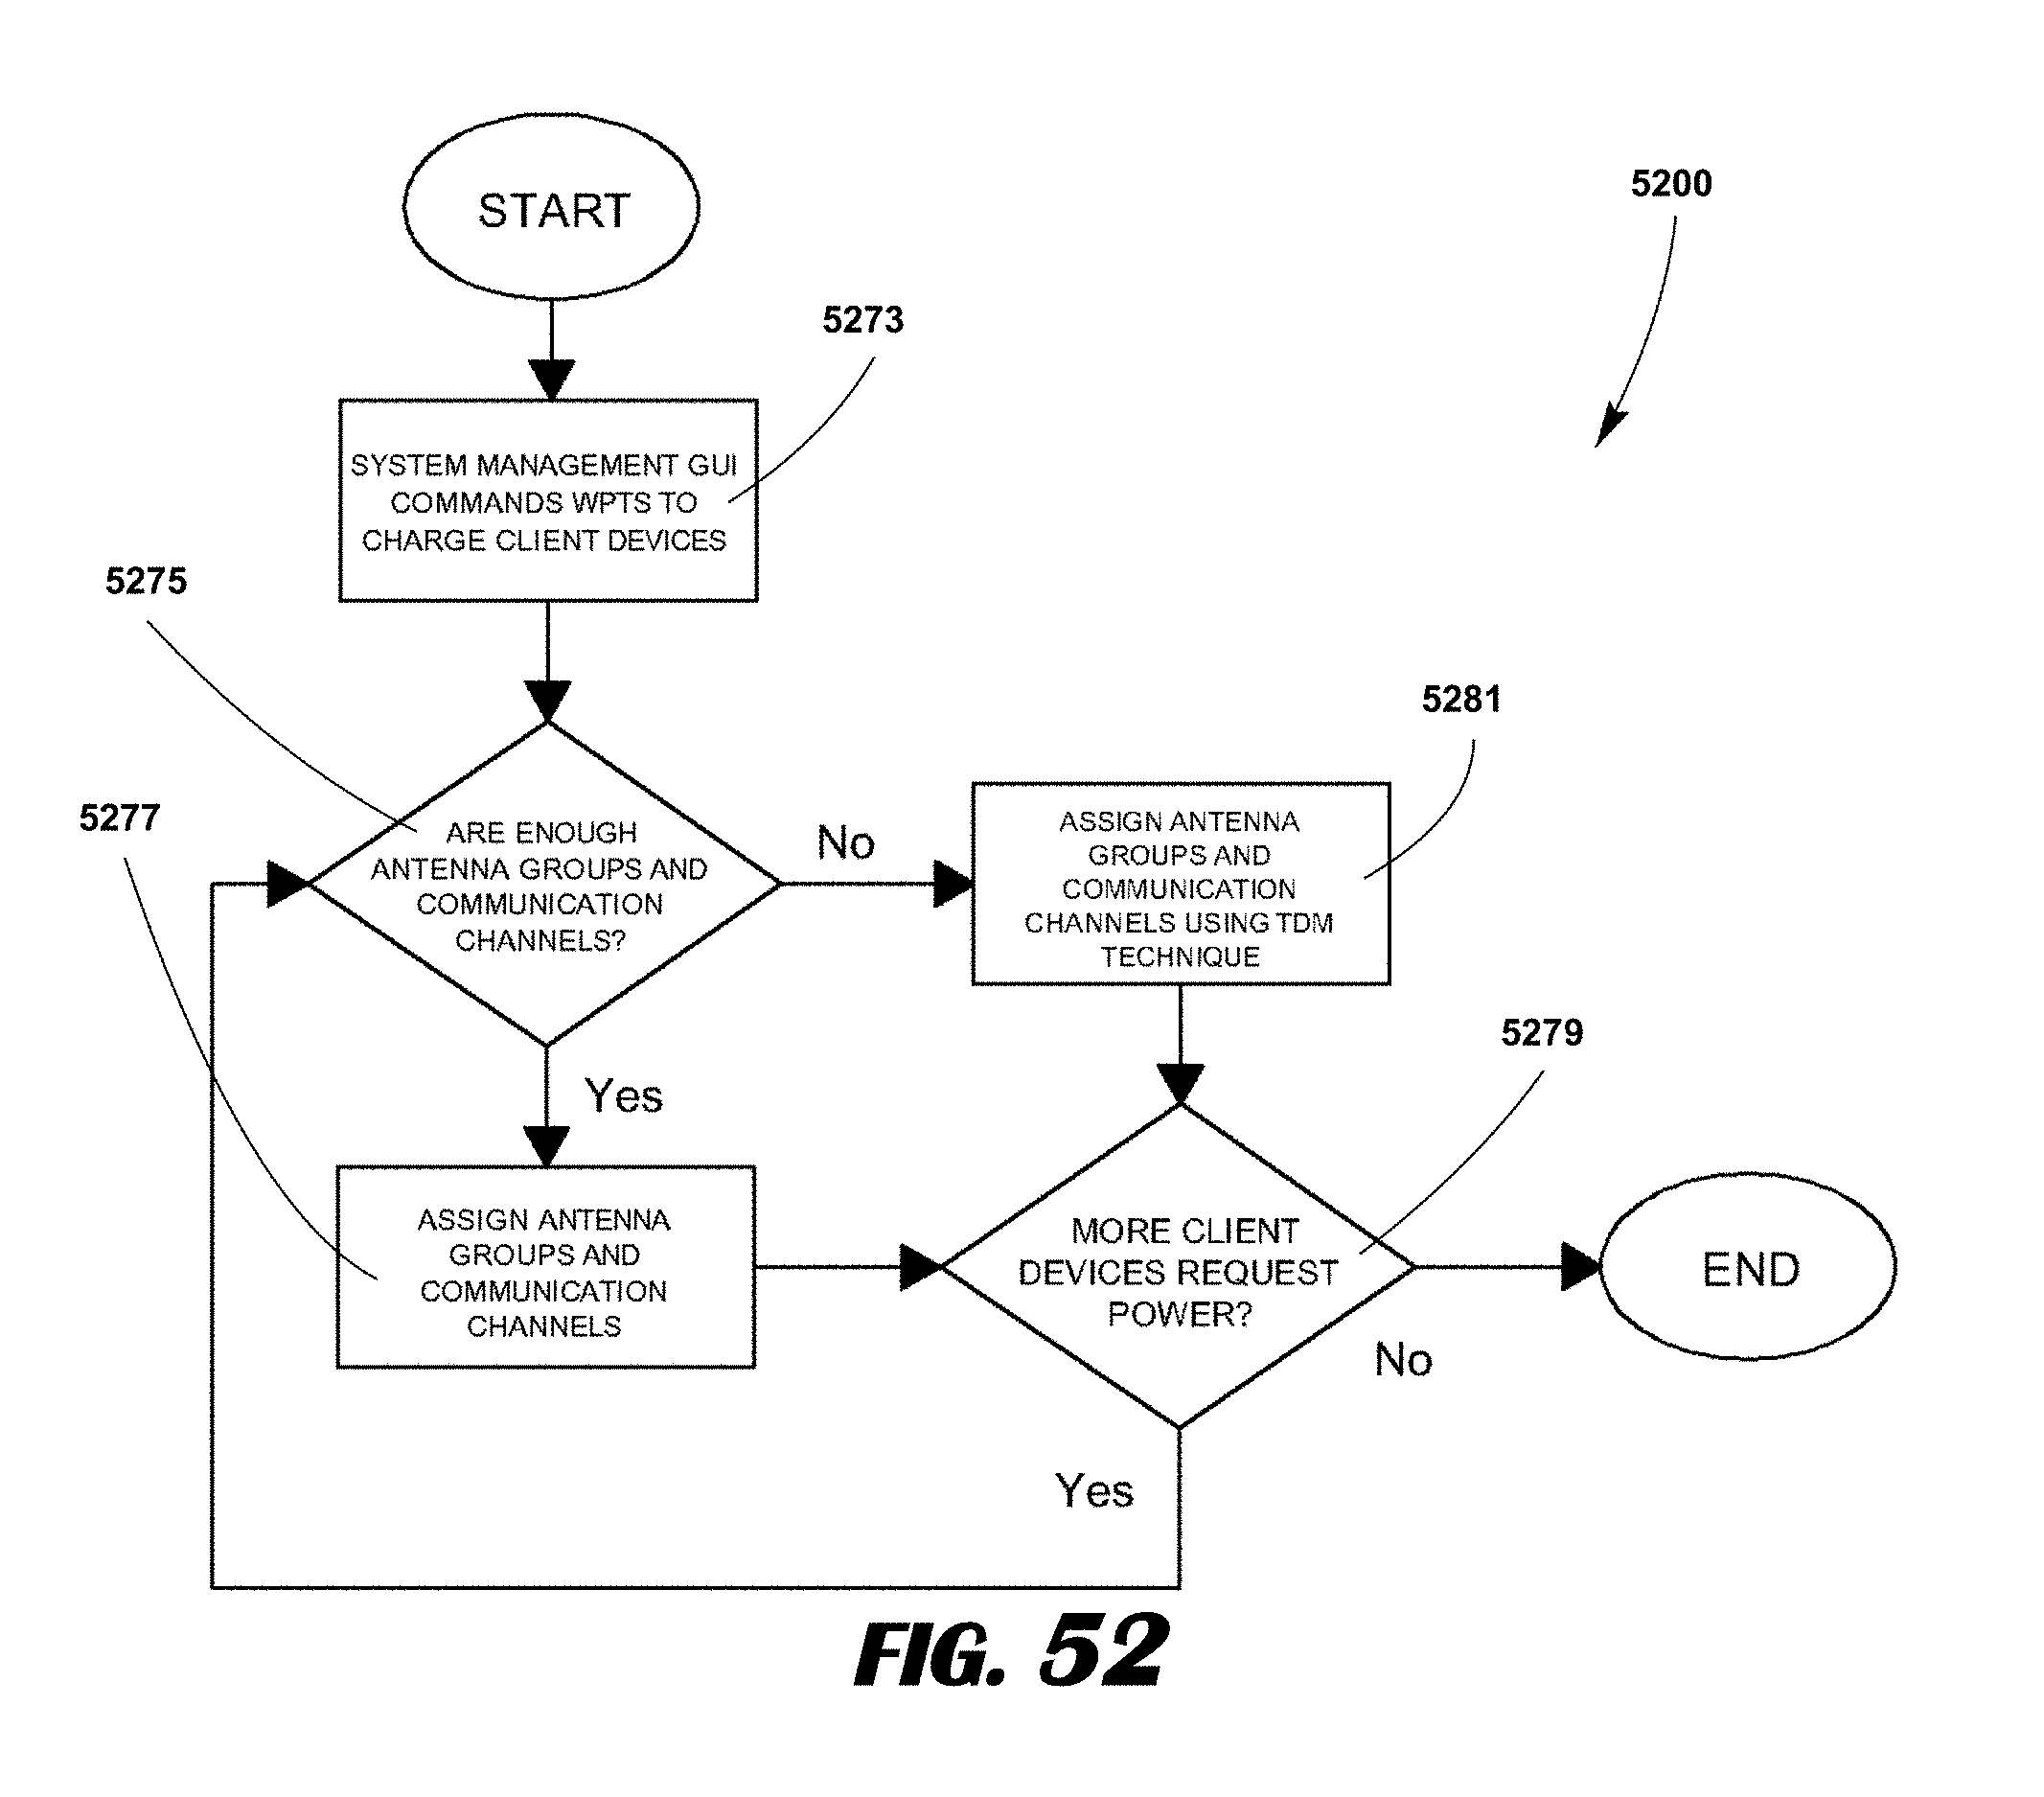 START
5200
5273
SYSTEM MANAGEMENT GUI
COMMANDS WPTS TO
CHARGE CLIENT DEVICES
5275
5281
5277
ARE ENOUGH
ANTENNA GROUPS AND
COMMUNICATION
CHANNELS?
No
ASSIGN ANTENNA
GROUPS AND
COMMUNICATION
CHANNELS USING TDM
TECHNIQUE
5279
Yes
ASSIGN ANTENNA
GROUPS AND
COMMUNICATION
CHANNELS
MORE CLIENT
DEVICES REQUEST
POWER?
END
No
Yes
FIG. 52